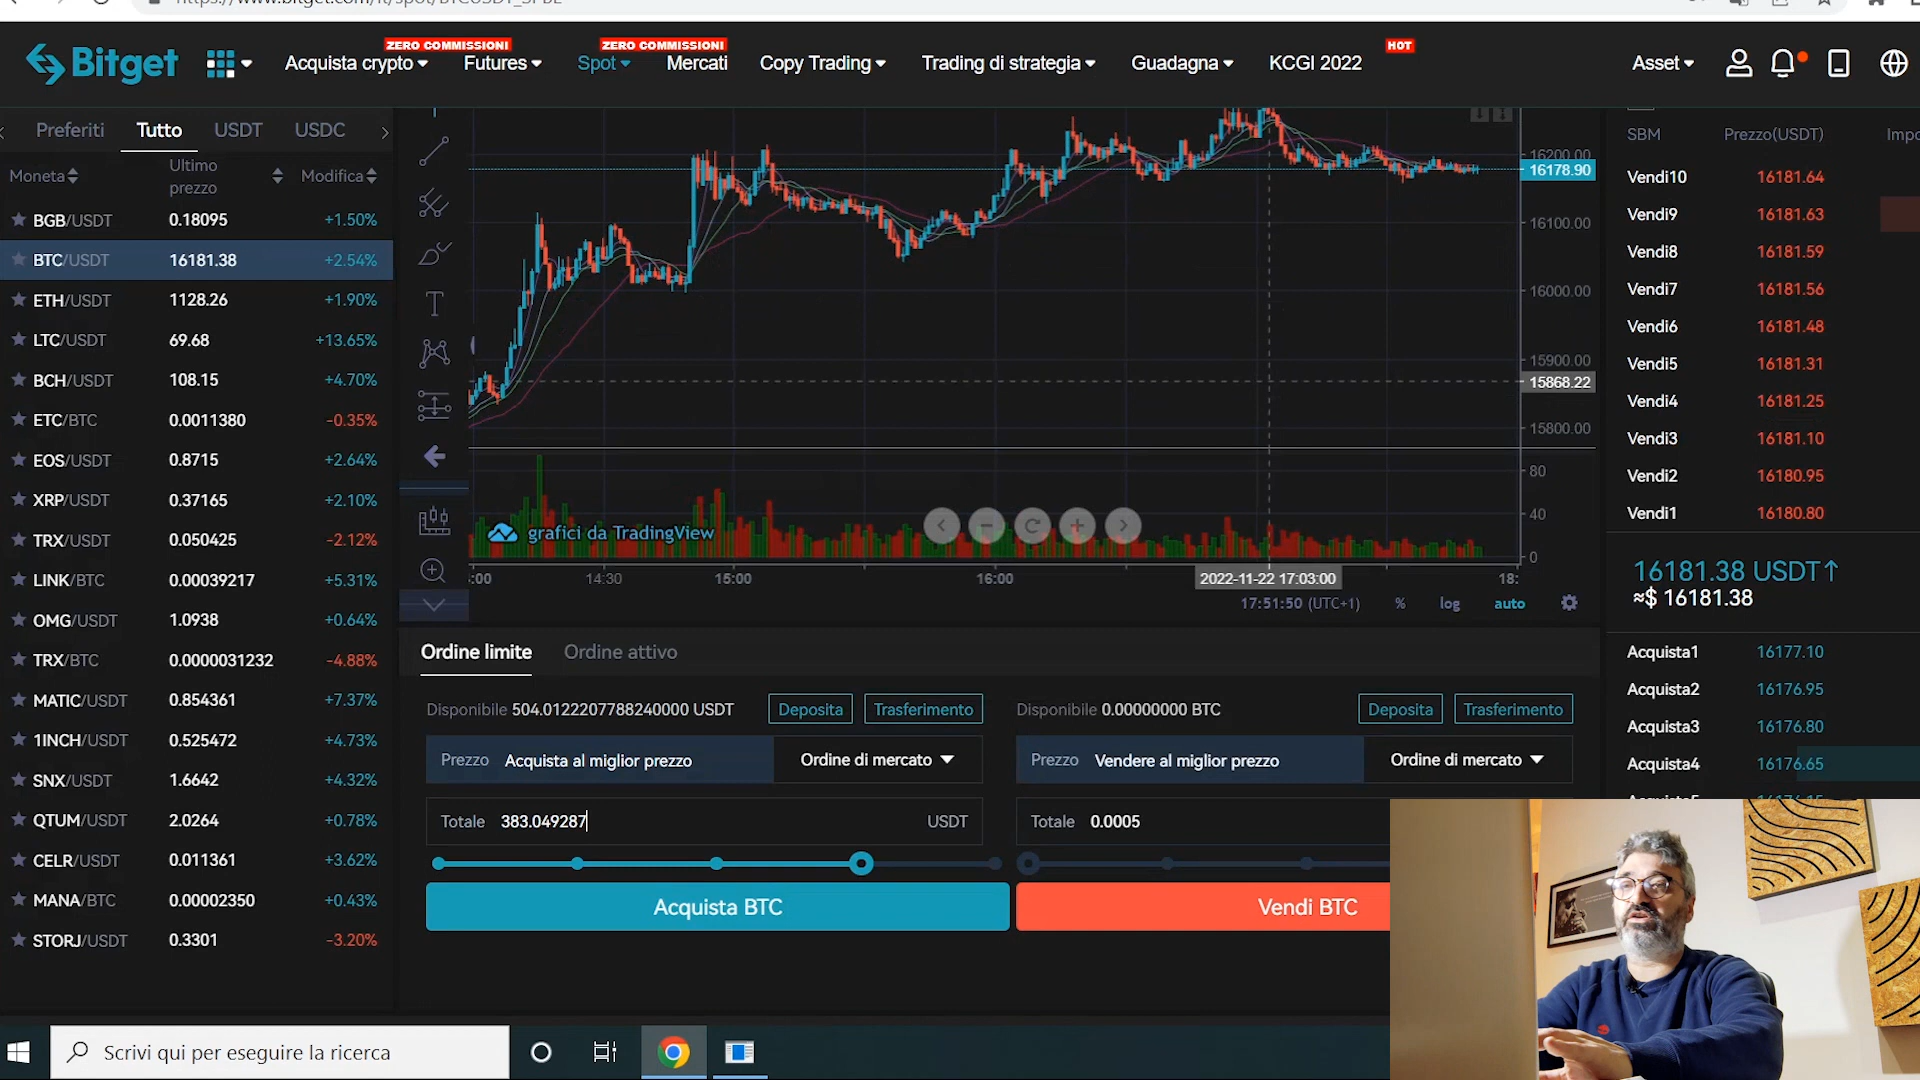 Bitget
ZERO COMMISSIONI
ZERO COMMISSIONI
HOT
Acquista crypto
Futures
Spot
Mercati
Copy Trading
Trading di strategia
Guadagna
KCGI 2022
Asset
Preferiti
Tutto
USDT
USDC
Moneta
Ultimo
prezzo
Modifica
BGB/USDT 0.18095 +1.50%
BTC/USDT 16181.38 +2.54%
ETH/USDT 1128.26 +1.90%
LTC/USDT 69.68 +13.65%
BCH/USDT 108.15 +4.70%
ETC/BTC 0.0011380 -0.35%
EOS/USDT 0.8715 +2.64%
XRP/USDT 0.37165 +2.10%
TRX/USDT 0.050425 -2.12%
LINK/BTC 0.00039217 +5.31%
OMG/USDT 1.0938 +0.64%
TRX/BTC 0.0000031232 -4.88%
MATIC/USDT 0.854361 +7.37%
1INCH/USDT 0.525472 +4.73%
SNX/USDT 1.6642 +4.32%
QTUM/USDT 2.0264 +0.78%
CELR/USDT 0.011361 +3.62%
MANA/BTC 0.00002350 +0.43%
STORJ/USDT 0.3301 -3.20%
16200.00
16178.90
16100.00
16000.00
15900.00
15868.22
15800.00
80
40
0
grafici da TradingView
:00
14:30
15:00
16:00
2022-11-22 17:03:00
18:
17:51:50 (UTC+1)
%
log
auto
Ordine limite
Ordine attivo
Disponibile 504.0122207788240000 USDT
Deposita
Trasferimento
Prezzo Acquista al miglior prezzo
Ordine di mercato
Totale 383.049287 USDT
Acquista BTC
Disponibile 0.00000000 BTC
Deposita
Trasferimento
Prezzo Vendere al miglior prezzo
Ordine di mercato
Totale 0.0005
Vendi BTC
SBM Prezzo(USDT)
Vendi10 16181.64
Vendi9 16181.63
Vendi8 16181.59
Vendi7 16181.56
Vendi6 16181.48
Vendi5 16181.31
Vendi4 16181.25
Vendi3 16181.10
Vendi2 16180.95
Vendi1 16180.80
16181.38 USDT↑
≈$ 16181.38
Acquista1 16177.10
Acquista2 16176.95
Acquista3 16176.80
Acquista4 16176.65
Scrivi qui per eseguire la ricerca